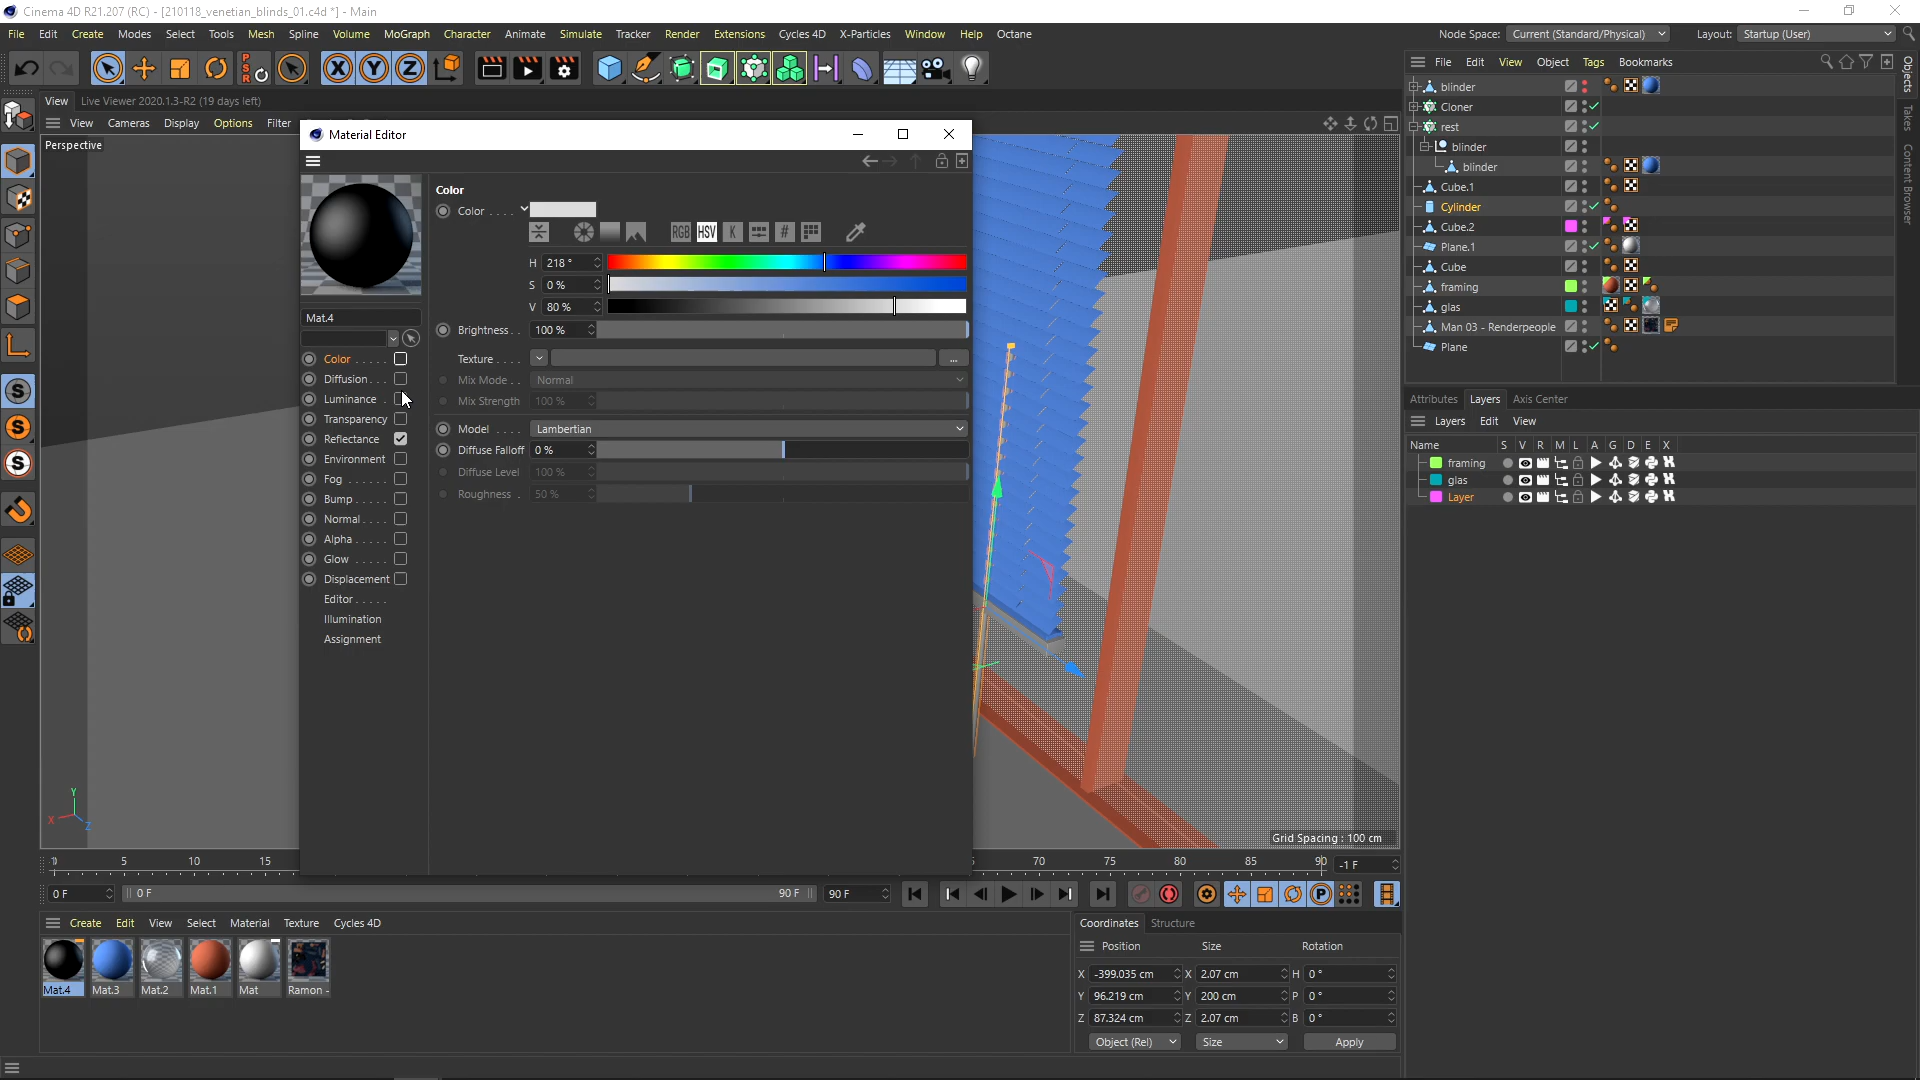 Cinema 4D R21.207 (RC) - [210118_venetian_blinds_01.c4d *] - Main
File Edit Create Modes Select Tools Mesh Spline Volume MoGraph Character Animate Simulate Tracker Render Extensions Cycles 4D X-Particles Window Help Octane
Node Space: Current (Standard/Physical) Layout: Startup (User)
File Edit View Object Tags Bookmarks
View Live Viewer 2020.1.3-R2 (19 days left)
View Cameras Display Options Filter
Perspective
Material Editor
Mat.4
Color
Diffusion
Luminance
Transparency
Reflectance
Environment
Fog
Bump
Normal
Alpha
Glow
Displacement
Editor
Illumination
Assignment
Color
Color
RGB HSV K #
H 218 °
S 0 %
V 80 %
Brightness 100 %
Texture ...
Mix Mode Normal
Mix Strength 100 %
Model Lambertian
Diffuse Falloff 0 %
Diffuse Level 100 %
Roughness 50 %
Grid Spacing : 100 cm
Y
X Z
blinder
Cloner
rest
blinder
blinder
Cube.1
Cylinder
Cube.2
Plane.1
Cube
framing
glas
Man 03 - Renderpeople
Plane
Objects
Takes
Content Browser
Attributes Layers Axis Center
Layers Edit View
Name S V R M L A G D E X
framing
glas
Layer
5 10 15 70 75 80 85 90 -1 F
0 F 0 F 90 F 90 F
Create Edit View Select Material Texture Cycles 4D
Mat.4 Mat.3 Mat.2 Mat.1 Mat Ramon -
Coordinates Structure
Position Size Rotation
X -399.035 cm X 2.07 cm H 0 °
Y 96.219 cm Y 200 cm P 0 °
Z 87.324 cm Z 2.07 cm B 0 °
Object (Rel) Size Apply